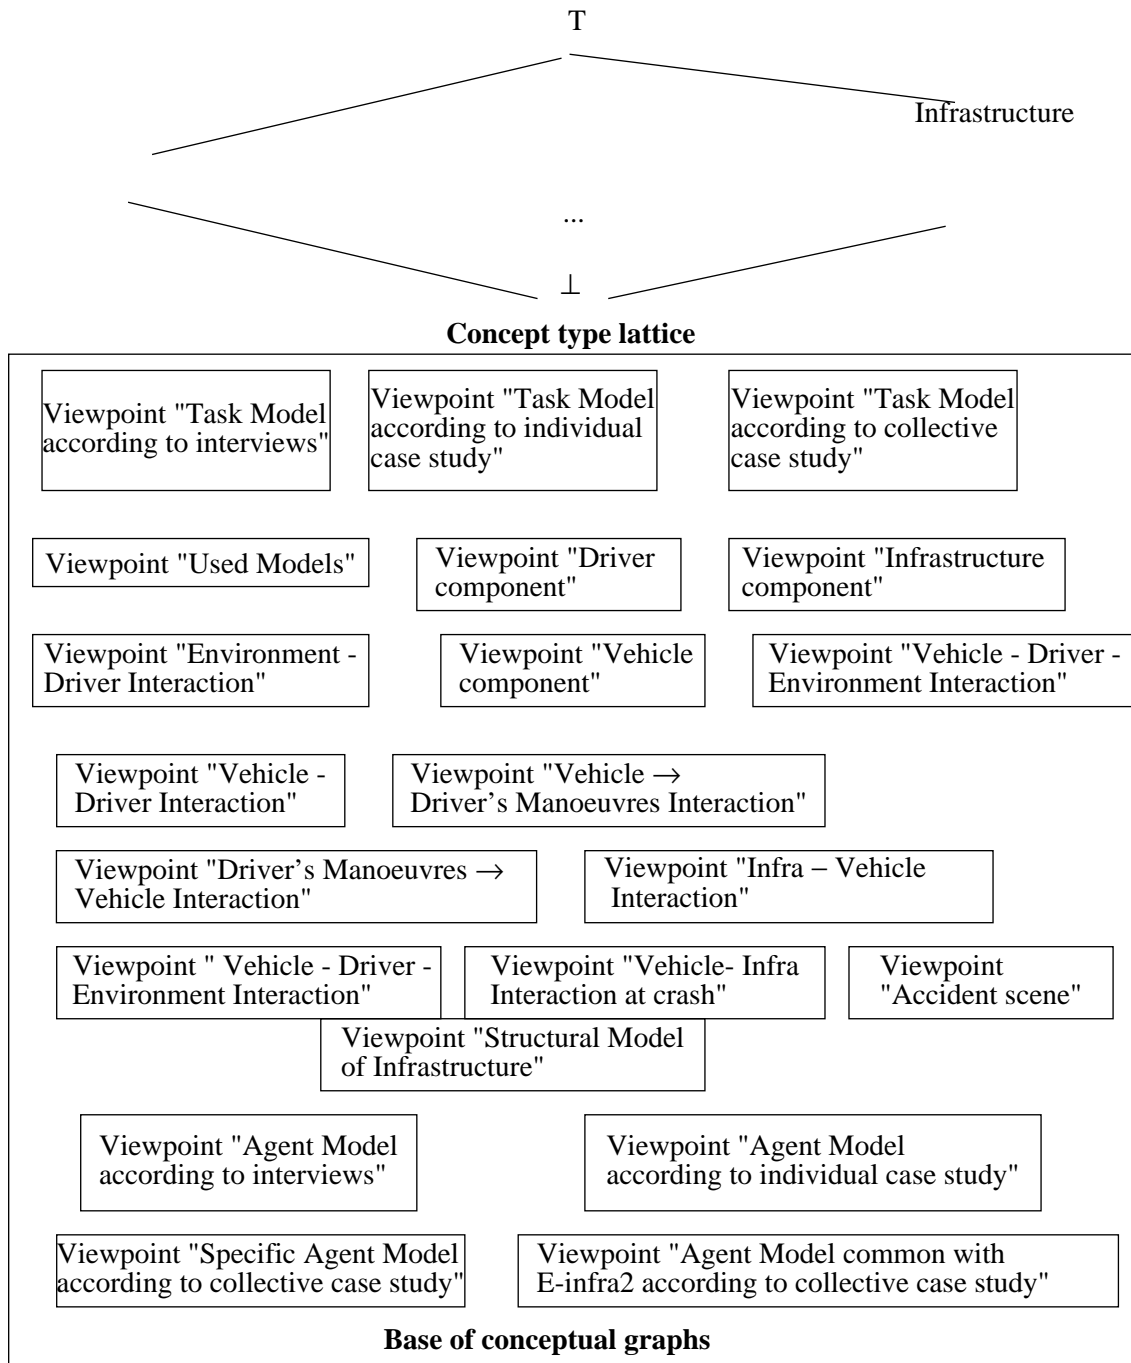 T
Infrastructure
...
⊥
Concept type lattice
Viewpoint "Task Model
according to interviews"
Viewpoint "Task Model
according to individual
case study"
Viewpoint "Task Model
according to collective
case study"
Viewpoint "Used Models"
Viewpoint "Driver
component"
Viewpoint "Infrastructure
component"
Viewpoint "Environment -
Driver Interaction"
Viewpoint "Vehicle
component"
Viewpoint "Vehicle - Driver -
Environment Interaction"
Viewpoint "Vehicle -
Driver Interaction"
Viewpoint "Vehicle →
Driver’s Manoeuvres Interaction"
Viewpoint "Driver’s Manoeuvres →
Vehicle Interaction"
Viewpoint "Infra – Vehicle
Interaction"
Viewpoint " Vehicle - Driver -
Environment Interaction"
Viewpoint "Vehicle- Infra
Interaction at crash"
Viewpoint
"Accident scene"
Viewpoint "Structural Model
of Infrastructure"
Viewpoint "Agent Model
according to interviews"
Viewpoint "Agent Model
according to individual case study"
Viewpoint "Specific Agent Model
according to collective case study"
Viewpoint "Agent Model common with
E-infra2 according to collective case study"
Base of conceptual graphs